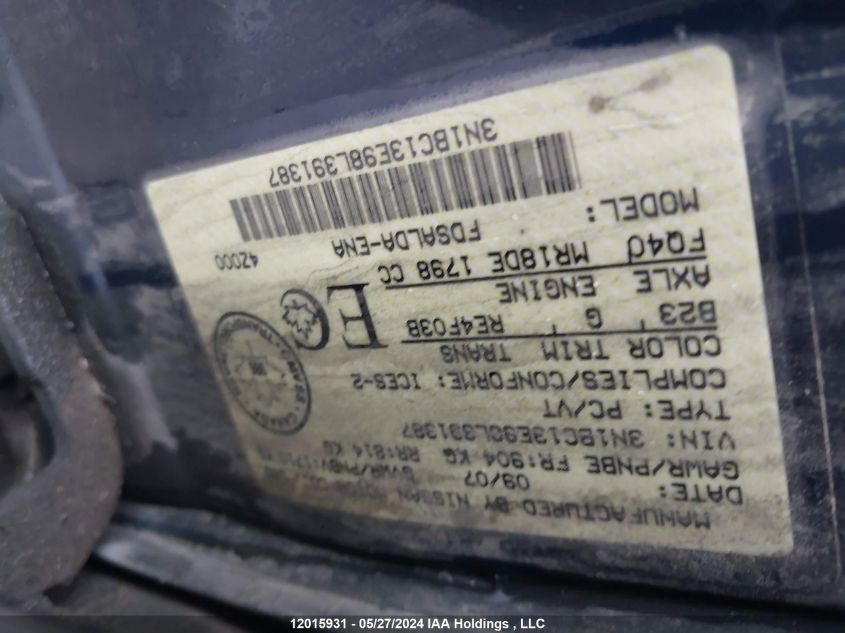 MANUFACTURED BY NISSAN
DATE: 09/07
GAWR/PNBE FR:904 KG RR:814 KG
VIN: 3N1BC13E98L391387
TYPE: PC/VT
COMPLIES/CONFORME: ICES-2
COLOR TRIM TRANS
B23 G RE4F03B
AXLE ENGINE
FQ40 MR18DE 1798 CC
MODEL: FDSALDA-ENA
42000
EC
3N1BC13E98L391387
12015931 - 05/27/2024 IAA Holdings , LLC